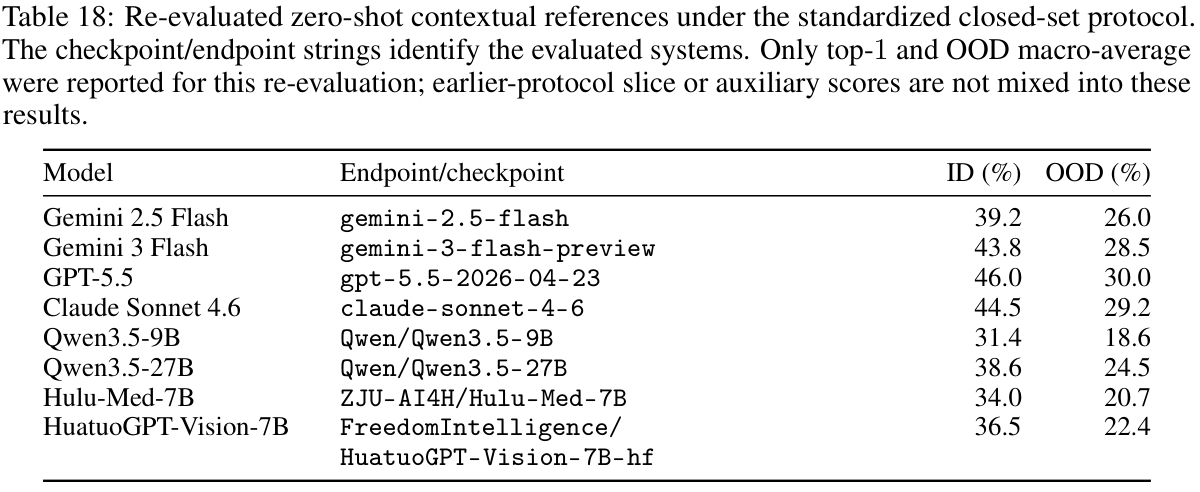 Table 18: Re-evaluated zero-shot contextual references under the standardized closed-set protocol.
The checkpoint/endpoint strings identify the evaluated systems. Only top-1 and OOD macro-average
were reported for this re-evaluation; earlier-protocol slice or auxiliary scores are not mixed into these
results.
Model Endpoint/checkpoint ID (%) OOD (%)
Gemini 2.5 Flash gemini-2.5-flash 39.2 26.0
Gemini 3 Flash gemini-3-flash-preview 43.8 28.5
GPT-5.5 gpt-5.5-2026-04-23 46.0 30.0
Claude Sonnet 4.6 claude-sonnet-4-6 44.5 29.2
Qwen3.5-9B Qwen/Qwen3.5-9B 31.4 18.6
Qwen3.5-27B Qwen/Qwen3.5-27B 38.6 24.5
Hulu-Med-7B ZJU-AI4H/Hulu-Med-7B 34.0 20.7
HuatuoGPT-Vision-7B FreedomIntelligence/ 36.5 22.4
HuatuoGPT-Vision-7B-hf